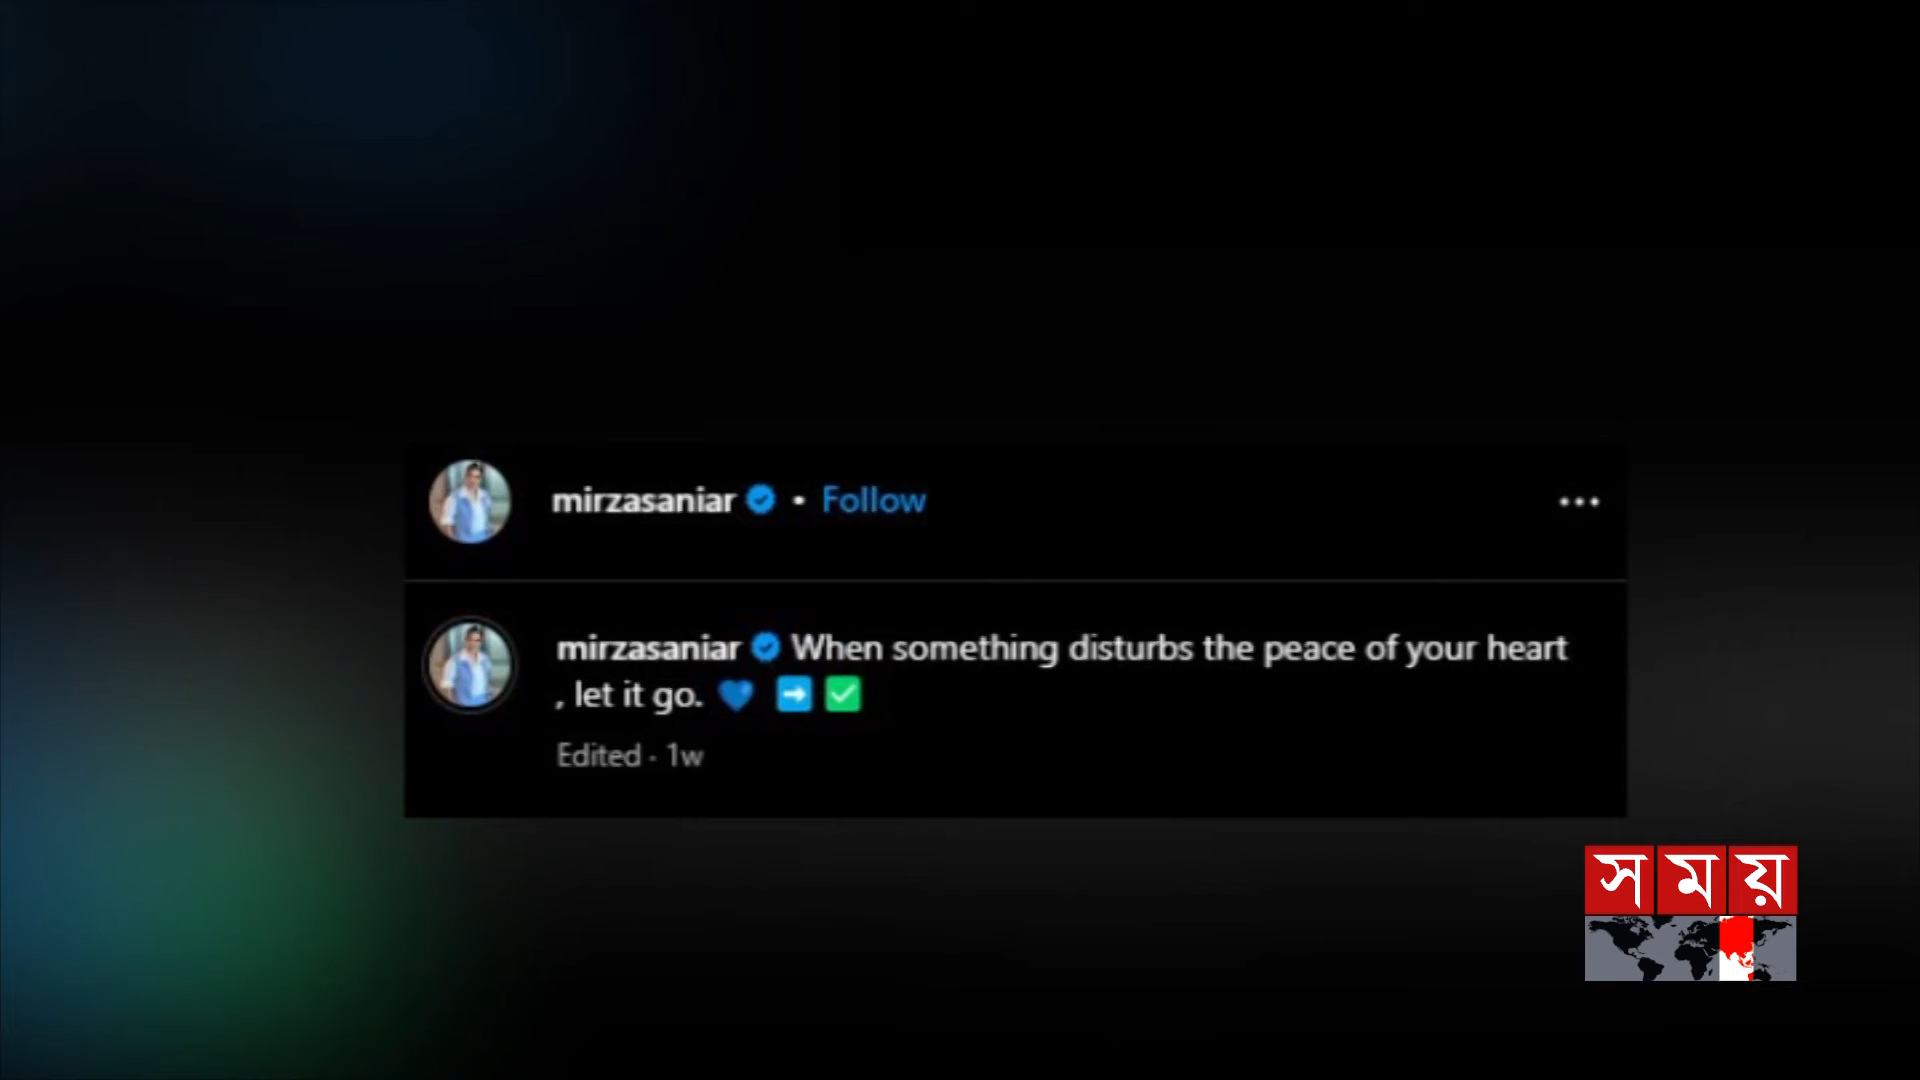 mirzasaniar • Follow
mirzasaniar When something disturbs the peace of your heart
, let it go. 💙 ➡️ ✅
Edited · 1w
সময়